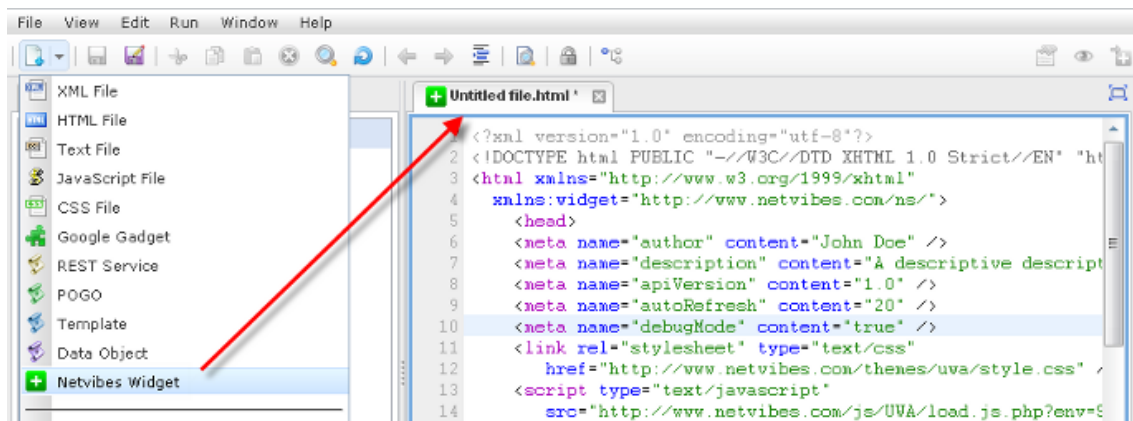 File View Edit Run Window Help
XML File
HTML File
Text File
JavaScript File
CSS File
Google Gadget
REST Service
POGO
Template
Data Object
Netvibes Widget
Untitled file.html *
1 <?xml version="1.0" encoding="utf-8"?>
2 <!DOCTYPE html PUBLIC "-//W3C//DTD XHTML 1.0 Strict//EN" "ht
3 <html xmlns="http://www.w3.org/1999/xhtml"
4 xmlns:widget="http://www.netvibes.com/ns/">
5 <head>
6 <meta name="author" content="John Doe" />
7 <meta name="description" content="A descriptive descript
8 <meta name="apiVersion" content="1.0" />
9 <meta name="autoRefresh" content="20" />
10 <meta name="debugMode" content="true" />
11 <link rel="stylesheet" type="text/css"
12 href="http://www.netvibes.com/themes/uwa/style.css" /
13 <script type="text/javascript"
14 src="http://www.netvibes.com/js/UWA/load.js.php?env=S